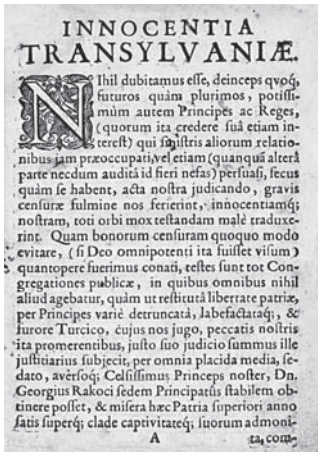 INNOCENTIA
TRANSYLVANIÆ.
NIhil dubitamus esse, deinceps qvoq;
futuros quàm plurimos, potissi-
mùm autem Principes ac Reges,
(quorum ita credere suâ etiam in-
terest) qui sinistris aliorum relatio-
nibus jam præoccupati, vel etiam (quanquã alterâ
parte necdum auditâ id fieri nefas) persuasi, secus
quàm se habent, acta nostra judicando, gravis
censuræ fulmine nos ferierint, innocentiamq;
nostram, toti orbi mox testandam malè traduxe-
rint. Quam bonorum censuram quoquo modo
evitare, (si Deo omnipotenti ita fuisset visum)
quantopere fuerimus conati, testes sunt tot Con-
gregationes publicæ, in quibus omnibus nihil
aliud agebatur, quàm ut restitutâ libertate patriæ,
per Principes variè detruncatâ, labefactataq;, &
furore Turcico, cujus nos jugo, peccatis nostris
ita promerentibus, justo suo judicio summus ille
justitiarius subjecit, per omnia placida media, se-
dato, averòoq; Celsissimus Princeps noster, Dn.
Georgius Rakoci sedem Principatûs stabilem ob-
tinere posset, & misera hæc Patria superiori anno
satis superq; clade captivitateq; suorum admoni-
A
ta, com-